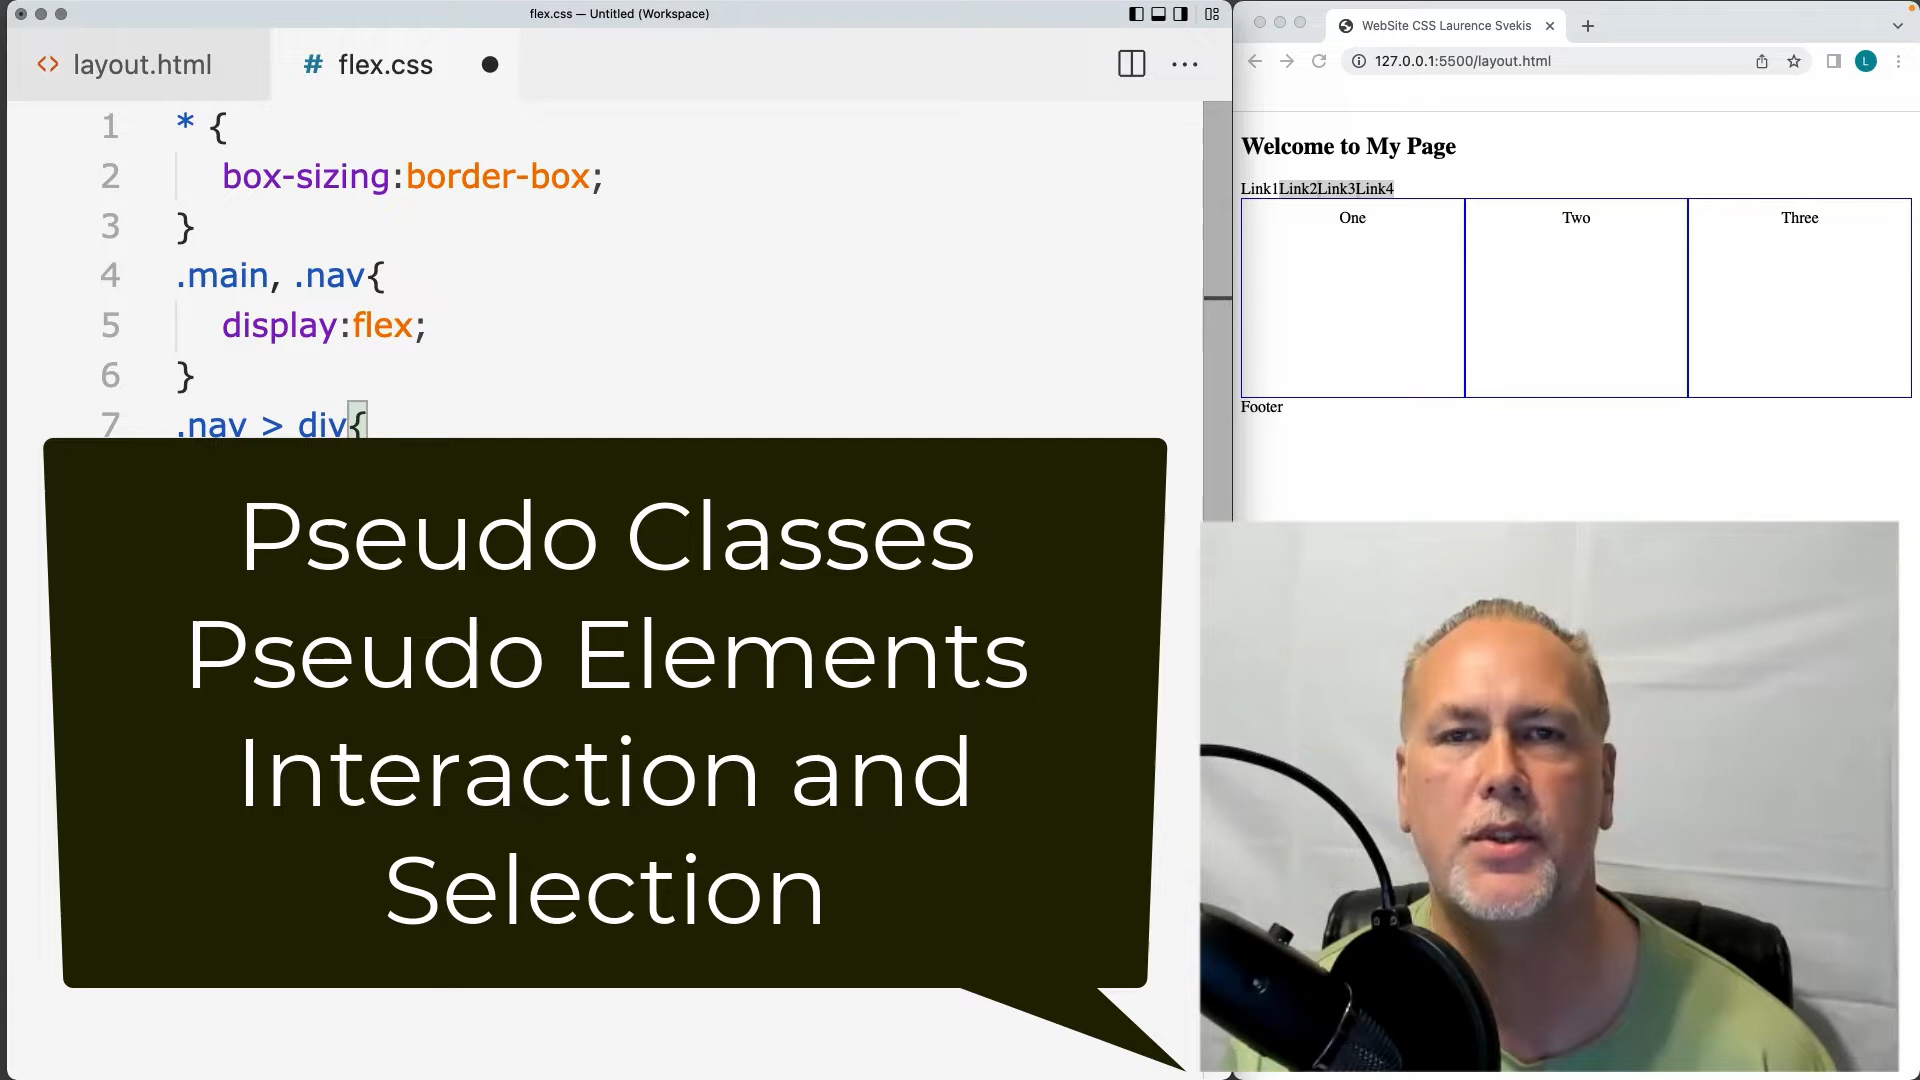 flex.css — Untitled (Workspace)
<> layout.html
# flex.css
1 * {
2 box-sizing:border-box;
3 }
4 .main, .nav{
5 display:flex;
6 }
7 .nav > div{
Pseudo Classes
Pseudo Elements
Interaction and
Selection
WebSite CSS Laurence Svekis
127.0.0.1:5500/layout.html
L
Welcome to My Page
Link1Link2Link3Link4
One Two Three
Footer